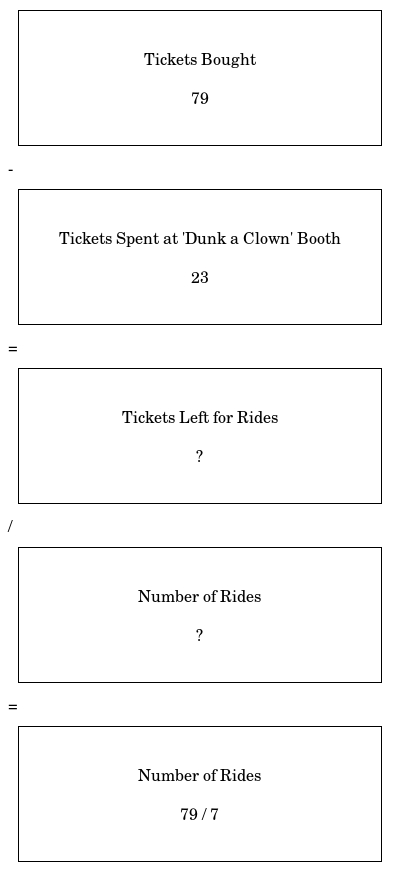 Tickets Bought
79
-
Tickets Spent at 'Dunk a Clown' Booth
23
=
Tickets Left for Rides
?
/
Number of Rides
?
=
Number of Rides
79 / 7